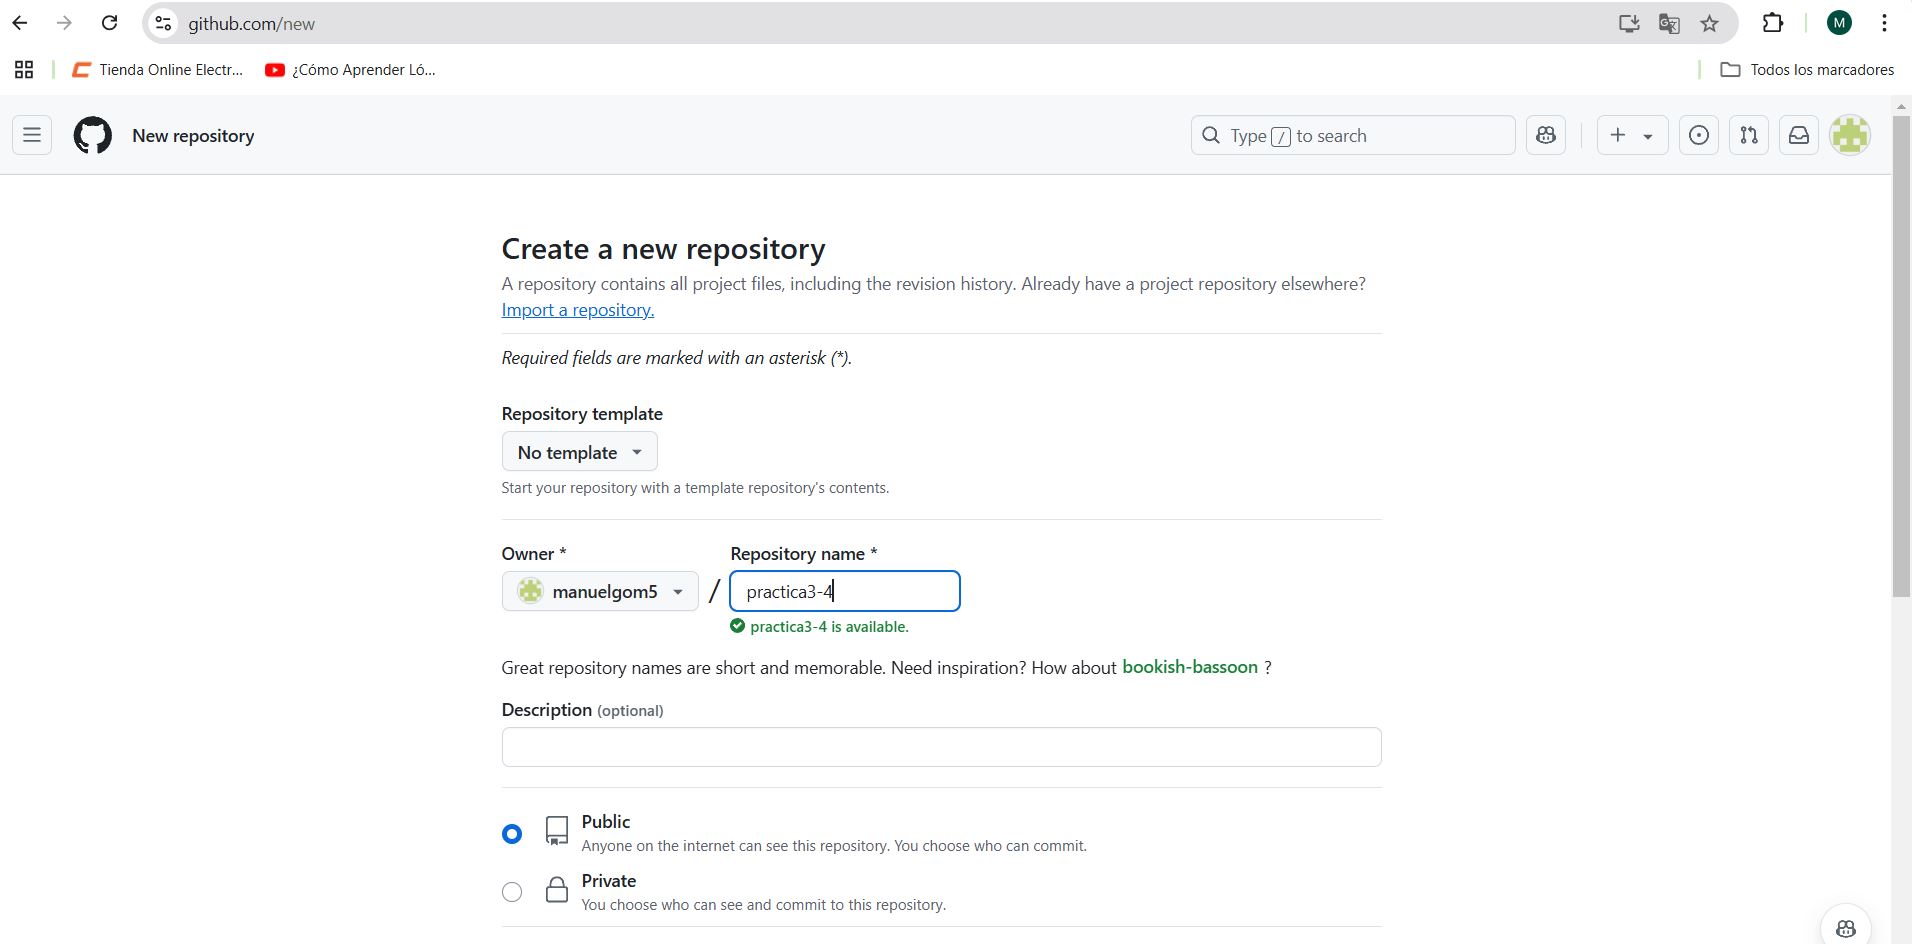 github.com/new
Tienda Online Electr...
¿Cómo Aprender Ló...
Todos los marcadores
M
New repository
Type / to search
Create a new repository
A repository contains all project files, including the revision history. Already have a project repository elsewhere?
Import a repository.
Required fields are marked with an asterisk (*).
Repository template
No template
Start your repository with a template repository's contents.
Owner *
Repository name *
manuelgom5
/
practica3-4
practica3-4 is available.
Great repository names are short and memorable. Need inspiration? How about bookish-bassoon ?
Description (optional)
Public
Anyone on the internet can see this repository. You choose who can commit.
Private
You choose who can see and commit to this repository.